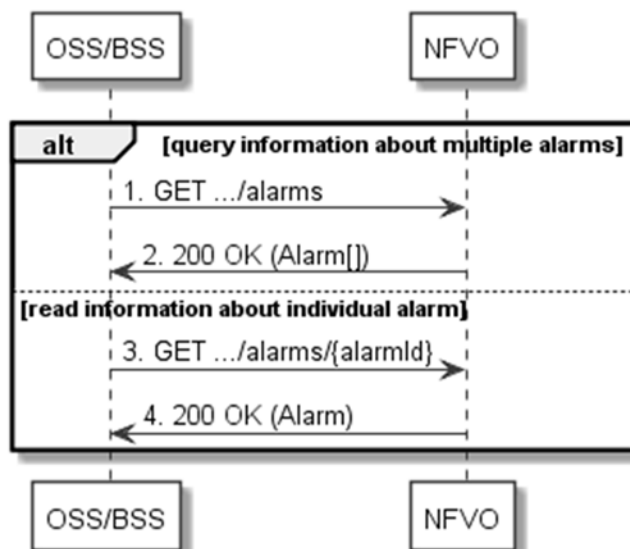 OSS/BSS
NFVO
alt
[query information about multiple alarms]
1. GET .../alarms
2. 200 OK (Alarm[])
[read information about individual alarm]
3. GET .../alarms/{alarmId}
4. 200 OK (Alarm)
OSS/BSS
NFVO